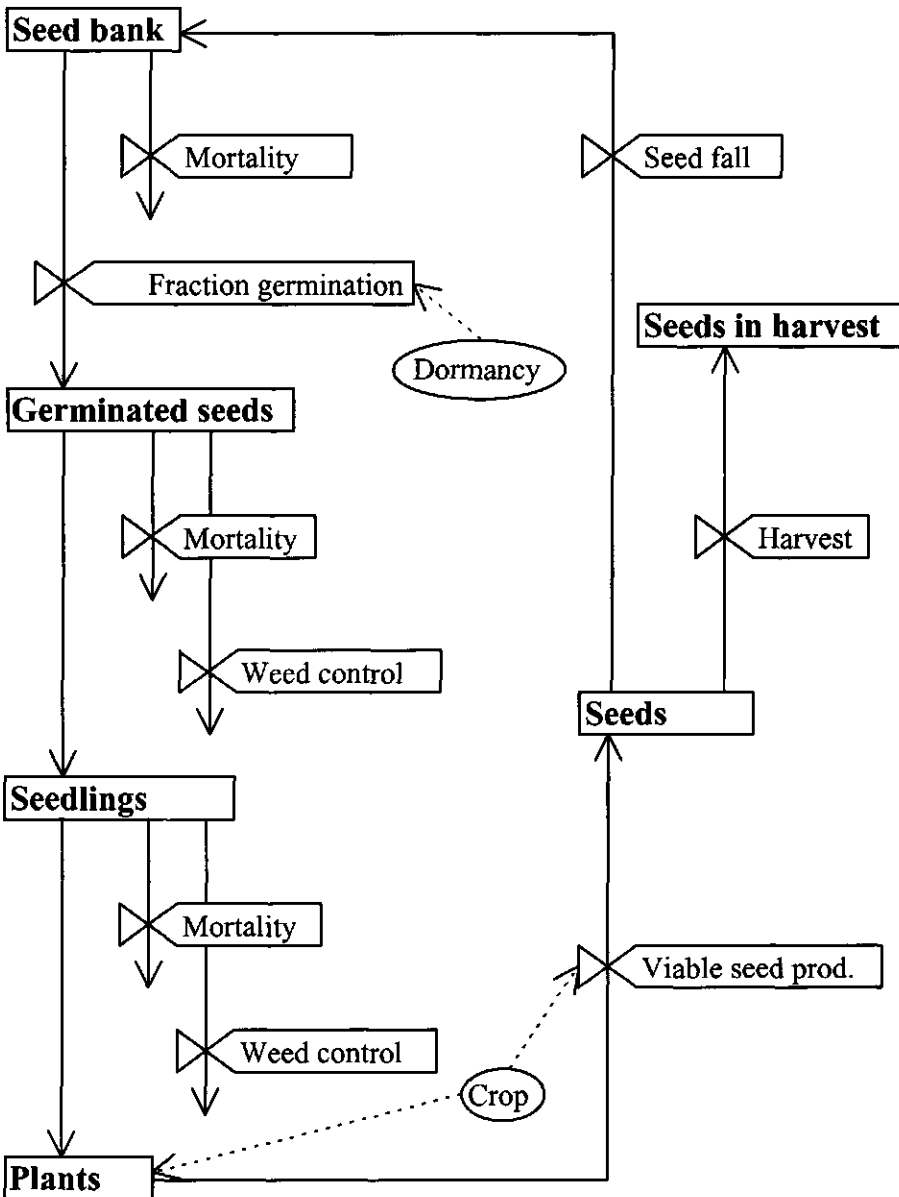 Seed bank
Mortality
Seed fall
Fraction germination
Seeds in harvest
Dormancy
Germinated seeds
Mortality
Harvest
Weed control
Seeds
Seedlings
Mortality
Viable seed prod.
Weed control
Crop
Plants